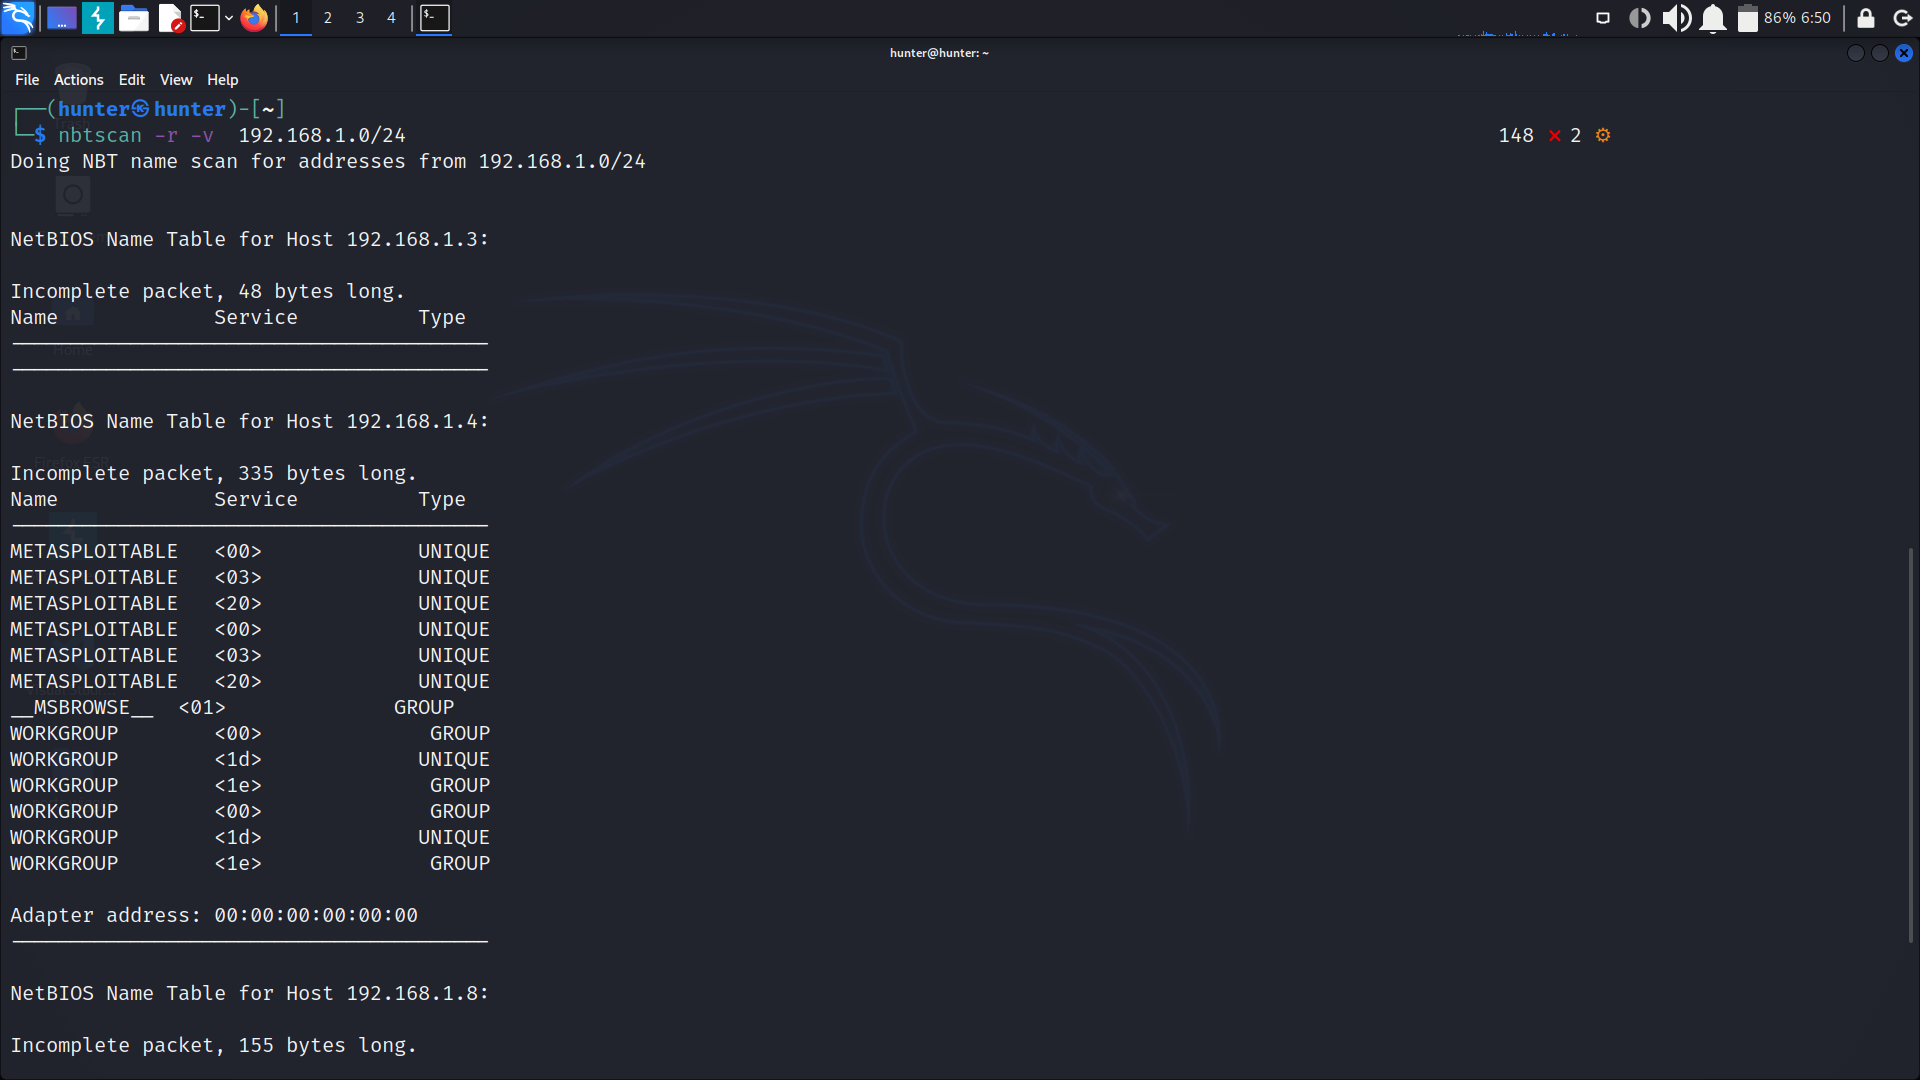 1 2 3 4 86% 6:50
hunter@hunter: ~
File Actions Edit View Help
┌──(hunter㉿hunter)-[~]
└─$ nbtscan -r -v  192.168.1.0/24 148 ⨯ 2 ⚙
Doing NBT name scan for addresses from 192.168.1.0/24
NetBIOS Name Table for Host 192.168.1.3:
Incomplete packet, 48 bytes long.
Name             Service          Type
Home
NetBIOS Name Table for Host 192.168.1.4:
Firefox ESR
Incomplete packet, 335 bytes long.
Name             Service          Type
METASPLOITABLE   <00>             UNIQUE
METASPLOITABLE   <03>             UNIQUE
METASPLOITABLE   <20>             UNIQUE
METASPLOITABLE   <00>             UNIQUE
METASPLOITABLE   <03>             UNIQUE
METASPLOITABLE   <20>             UNIQUE
__MSBROWSE__  <01>              GROUP
WORKGROUP        <00>              GROUP
WORKGROUP        <1d>             UNIQUE
WORKGROUP        <1e>              GROUP
WORKGROUP        <00>              GROUP
WORKGROUP        <1d>             UNIQUE
WORKGROUP        <1e>              GROUP
Adapter address: 00:00:00:00:00:00
NetBIOS Name Table for Host 192.168.1.8:
Incomplete packet, 155 bytes long.